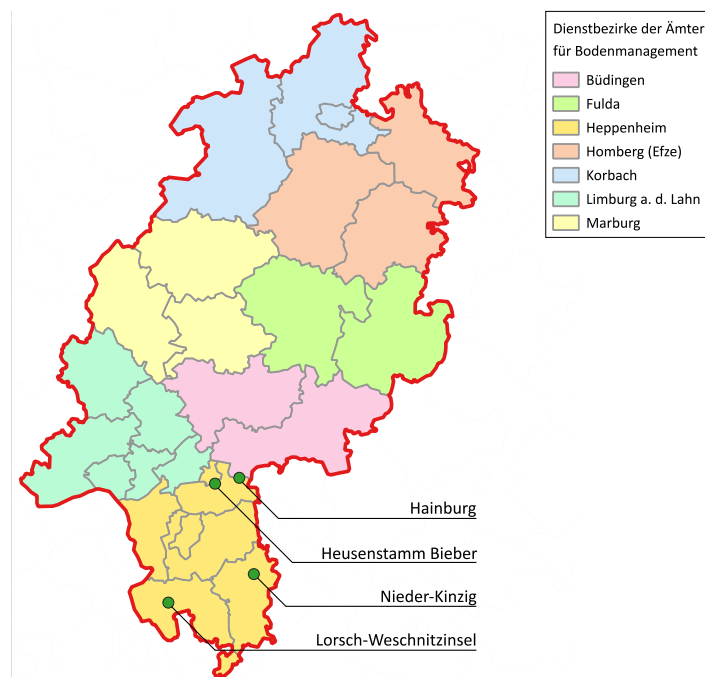 Dienstbezirke der Ämter
für Bodenmanagement
Büdingen
Fulda
Heppenheim
Homberg (Efze)
Korbach
Limburg a. d. Lahn
Marburg
Hainburg
Heusenstamm Bieber
Nieder-Kinzig
Lorsch-Weschnitzinsel